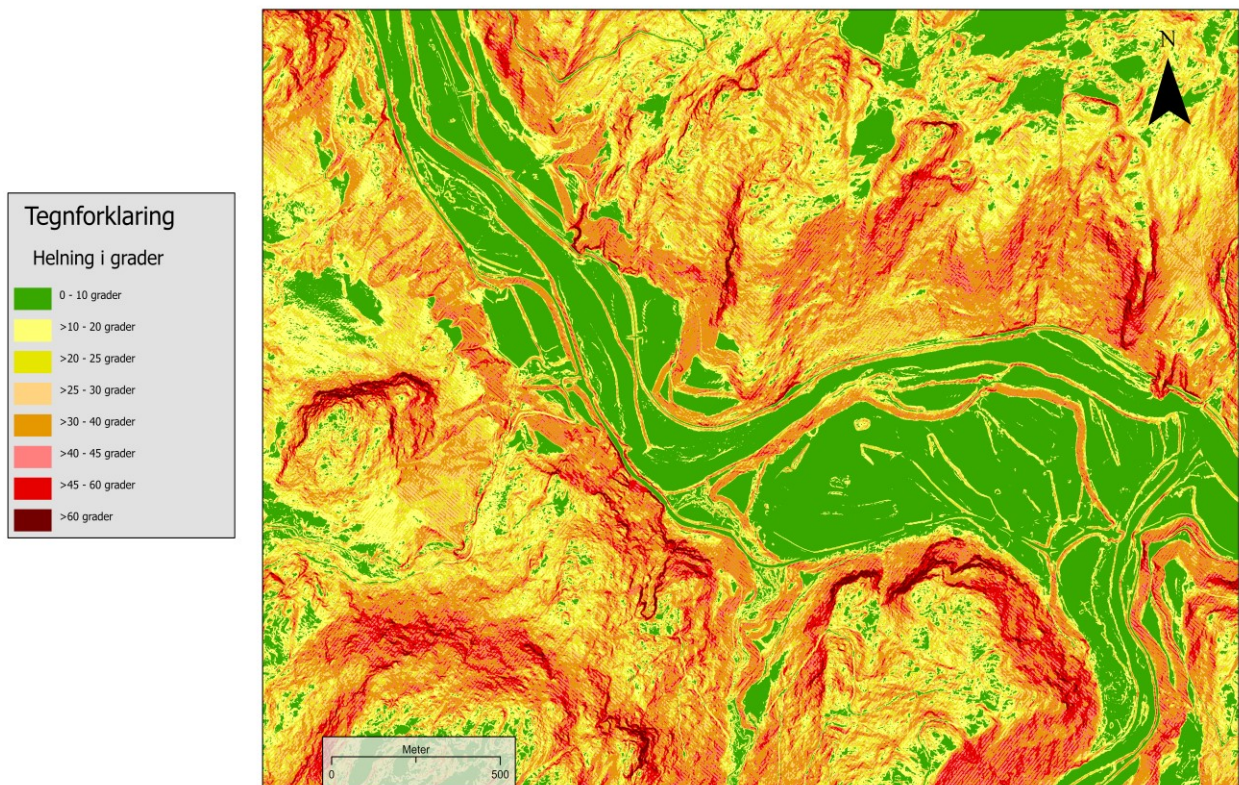 Tegnforklaring
Helning i grader
0 - 10 grader
>10 - 20 grader
>20 - 25 grader
>25 - 30 grader
>30 - 40 grader
>40 - 45 grader
>45 - 60 grader
>60 grader
N
Meter
0 500